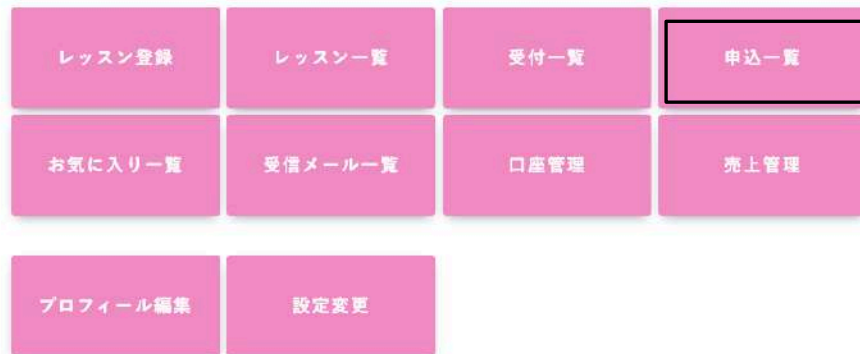 レッスン登録 レッスン一覧 受付一覧 申込一覧
お気に入り一覧 受信メール一覧 口座管理 売上管理
プロフィール編集 設定変更